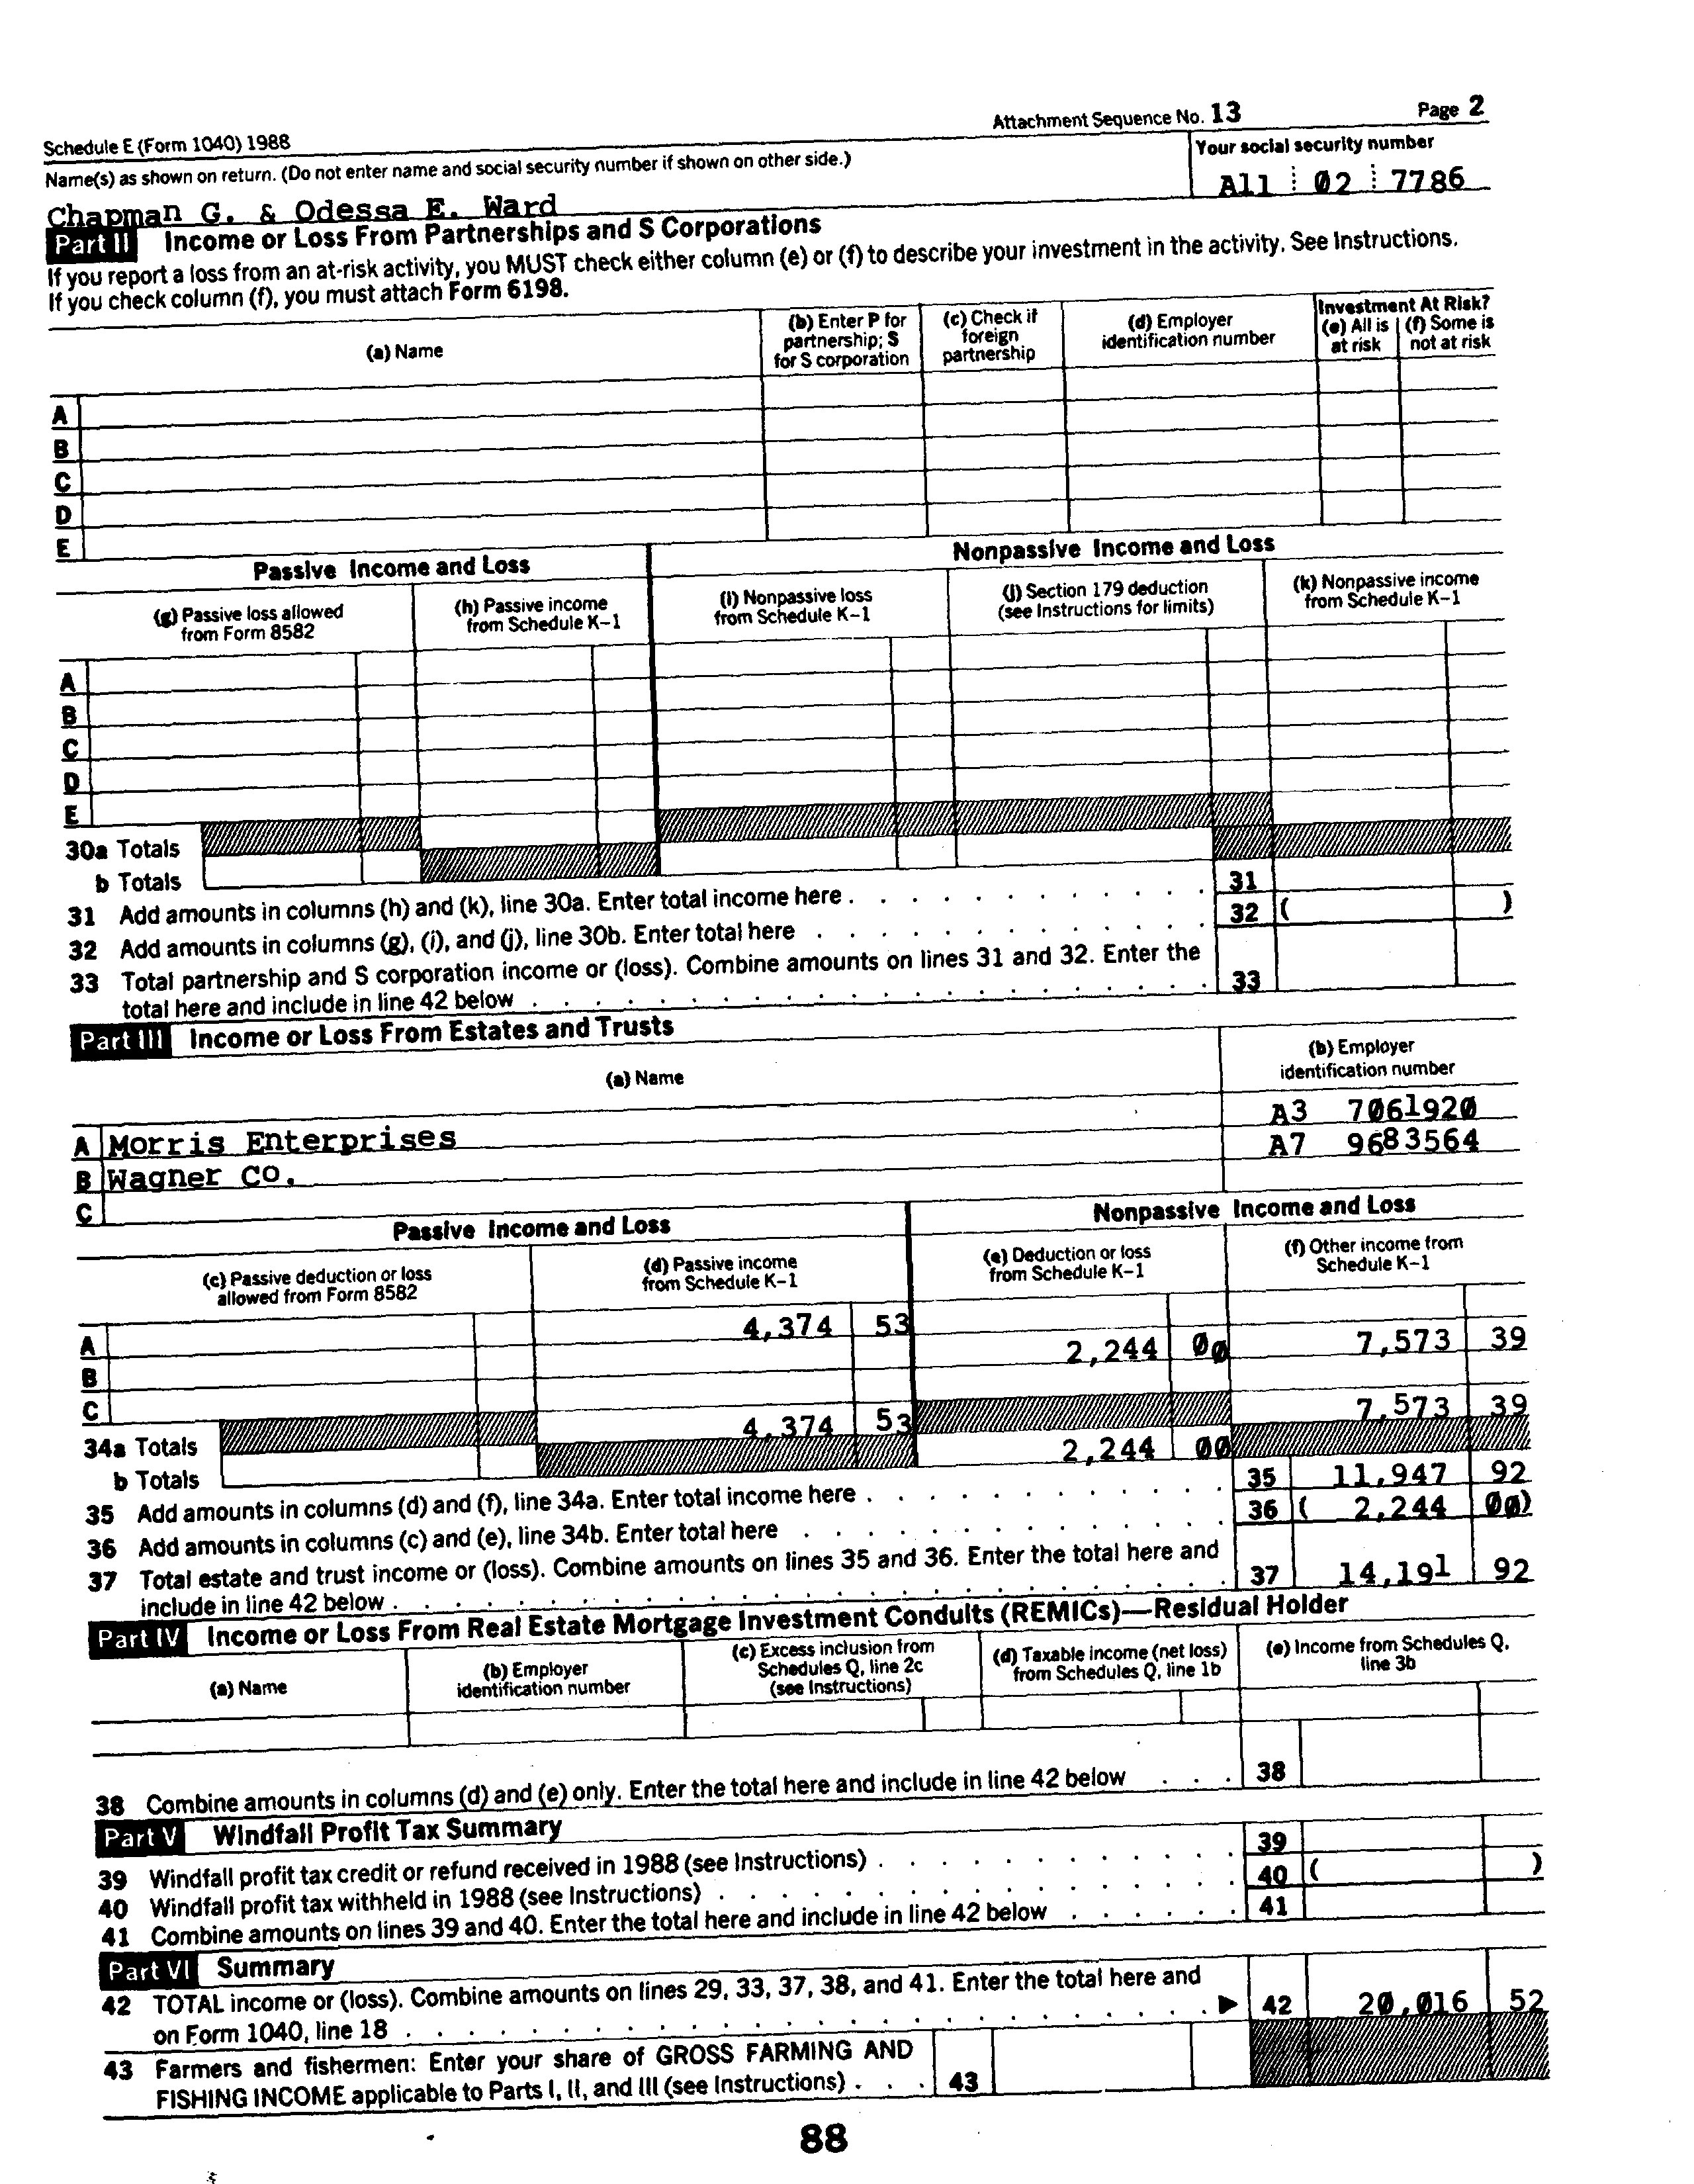 Schedule E (Form 1040) 1988 Attachment Sequence No. 13 Page 2
Name(s) as shown on return. (Do not enter name and social security number if shown on other side.) Your social security number
Chapman G. & Odessa E. Ward A11 02 7786
Part II Income or Loss From Partnerships and S Corporations
If you report a loss from an at-risk activity, you MUST check either column (e) or (f) to describe your investment in the activity. See Instructions.
If you check column (f), you must attach Form 6198.
(a) Name (b) Enter P for partnership; S for S corporation (c) Check if foreign partnership (d) Employer identification number Investment At Risk? (e) All is at risk (f) Some is not at risk
A
B
C
D
E
Passive Income and Loss Nonpassive Income and Loss
(g) Passive loss allowed from Form 8582 (h) Passive income from Schedule K-1 (i) Nonpassive loss from Schedule K-1 (j) Section 179 deduction (see Instructions for limits) (k) Nonpassive income from Schedule K-1
A
B
C
D
E
30a Totals
b Totals
31 Add amounts in columns (h) and (k), line 30a. Enter total income here . . . . . . . . . . 31
32 Add amounts in columns (g), (i), and (j), line 30b. Enter total here . . . . . . . . . . . 32 ( )
33 Total partnership and S corporation income or (loss). Combine amounts on lines 31 and 32. Enter the
total here and include in line 42 below . . . . . . . . . . . . . . . . . . . . . 33
Part III Income or Loss From Estates and Trusts
(a) Name (b) Employer identification number
A Morris Enterprises A3 7061920
B Wagner CO. A7 9683564
C
Passive Income and Loss Nonpassive Income and Loss
(c) Passive deduction or loss allowed from Form 8582 (d) Passive income from Schedule K-1 (e) Deduction or loss from Schedule K-1 (f) Other income from Schedule K-1
A 4,374 53
B 2,244 00 7,573 39
C
34a Totals 4,374 53 7,573 39
b Totals 2,244 00
35 Add amounts in columns (d) and (f), line 34a. Enter total income here . . . . . . . . . . 35 11,947 92
36 Add amounts in columns (c) and (e), line 34b. Enter total here . . . . . . . . . . . 36 ( 2,244 00)
37 Total estate and trust income or (loss). Combine amounts on lines 35 and 36. Enter the total here and
include in line 42 below . . . . . . . . . . . . . . . . . . . . . 37 14,191 92
Part IV Income or Loss From Real Estate Mortgage Investment Conduits (REMICs)—Residual Holder
(a) Name (b) Employer identification number (c) Excess inclusion from Schedules Q, line 2c (see Instructions) (d) Taxable income (net loss) from Schedules Q, line 1b (e) Income from Schedules Q, line 3b
38 Combine amounts in columns (d) and (e) only. Enter the total here and include in line 42 below . . . 38
Part V Windfall Profit Tax Summary
39 Windfall profit tax credit or refund received in 1988 (see Instructions) . . . . . . . . . . 39
40 Windfall profit tax withheld in 1988 (see Instructions) . . . . . . . . . . . . . 40 ( )
41 Combine amounts on lines 39 and 40. Enter the total here and include in line 42 below . . . . . . 41
Part VI Summary
42 TOTAL income or (loss). Combine amounts on lines 29, 33, 37, 38, and 41. Enter the total here and
on Form 1040, line 18 . . . . . . . . . . . . . . . . . . . . ▶ 42 20,016 52
43 Farmers and fishermen: Enter your share of GROSS FARMING AND
FISHING INCOME applicable to Parts I, II, and III (see Instructions) . . . 43
88